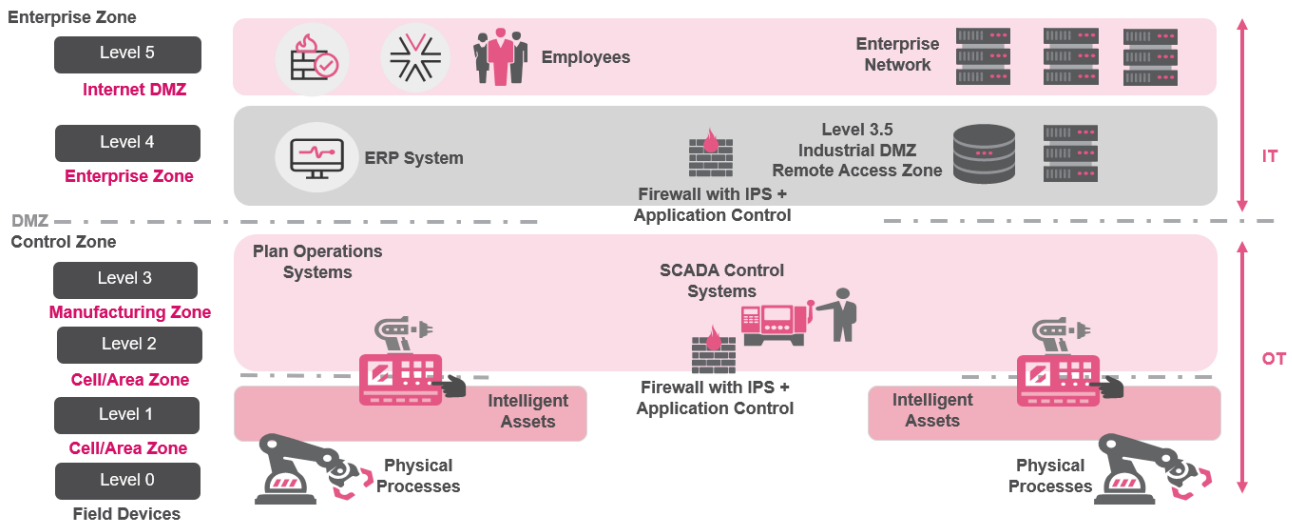 Enterprise Zone
Level 5
Internet DMZ
Employees
Enterprise
Network
Level 4
Enterprise Zone
ERP System
Firewall with IPS +
Application Control
Level 3.5
Industrial DMZ
Remote Access Zone
IT
DMZ
Control Zone
Level 3
Manufacturing Zone
Plan Operations
Systems
SCADA Control
Systems
Level 2
Cell/Area Zone
Firewall with IPS +
Application Control
OT
Level 1
Cell/Area Zone
Intelligent
Assets
Intelligent
Assets
Level 0
Field Devices
Physical
Processes
Physical
Processes